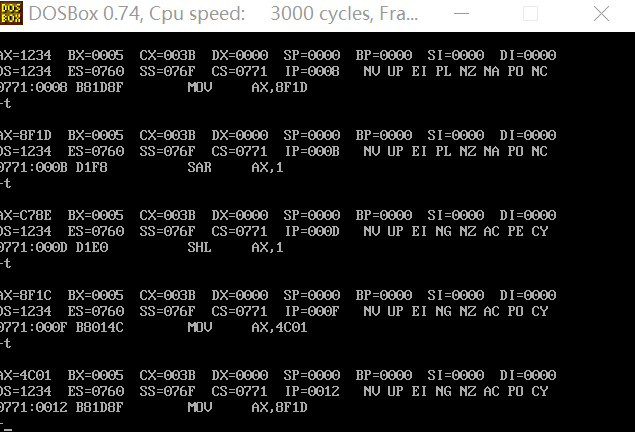 DOS
BOX
DOSBox 0.74, Cpu speed: 3000 cycles, Fra...
AX=1234 BX=0005 CX=003B DX=0000 SP=0000 BP=0000 SI=0000 DI=0000
DS=1234 ES=0760 SS=076F CS=0771 IP=0008 NV UP EI PL NZ NA PO NC
0771:0008 B81D8F MOV AX,8F1D
-t
AX=8F1D BX=0005 CX=003B DX=0000 SP=0000 BP=0000 SI=0000 DI=0000
DS=1234 ES=0760 SS=076F CS=0771 IP=000B NV UP EI PL NZ NA PO NC
0771:000B D1F8 SAR AX,1
-t
AX=C78E BX=0005 CX=003B DX=0000 SP=0000 BP=0000 SI=0000 DI=0000
DS=1234 ES=0760 SS=076F CS=0771 IP=000D NV UP EI NG NZ AC PE CY
0771:000D D1E0 SHL AX,1
-t
AX=8F1C BX=0005 CX=003B DX=0000 SP=0000 BP=0000 SI=0000 DI=0000
DS=1234 ES=0760 SS=076F CS=0771 IP=000F NV UP EI NG NZ AC PO CY
0771:000F B8014C MOV AX,4C01
-t
AX=4C01 BX=0005 CX=003B DX=0000 SP=0000 BP=0000 SI=0000 DI=0000
DS=1234 ES=0760 SS=076F CS=0771 IP=0012 NV UP EI NG NZ AC PO CY
0771:0012 B81D8F MOV AX,8F1D
-_